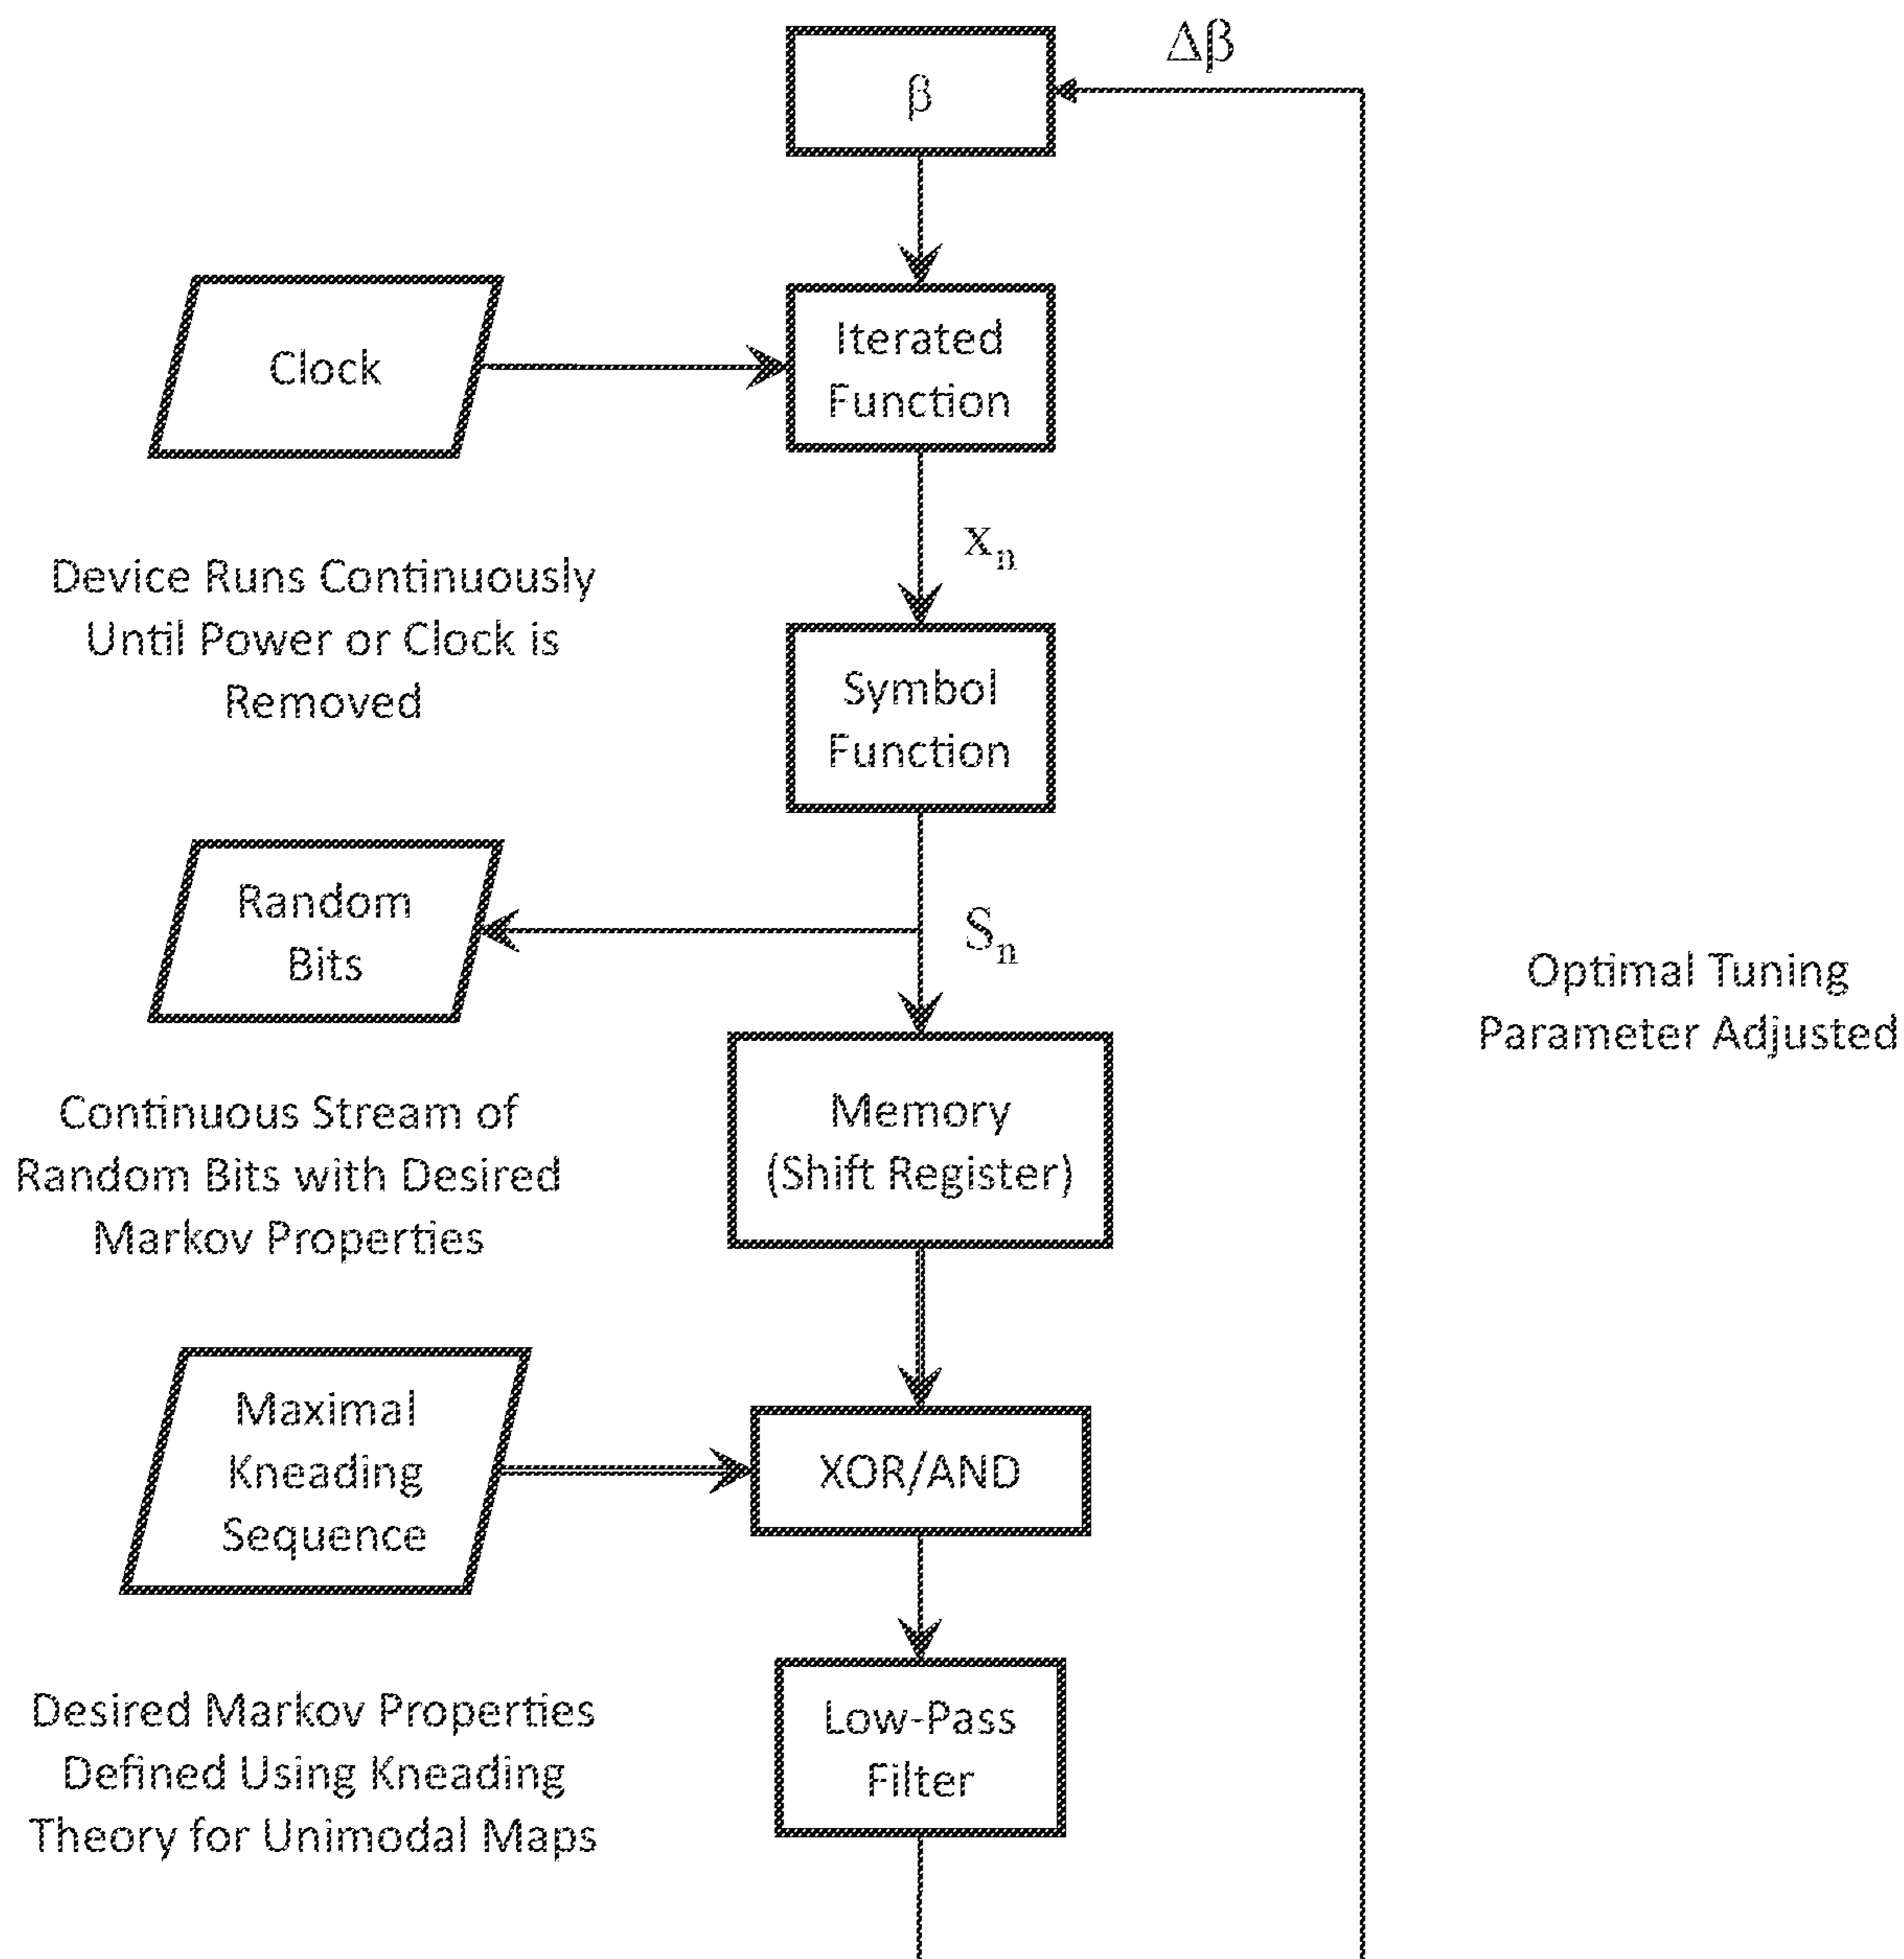 Δβ
β
Clock
Iterated
Function
xn
Device Runs Continuously
Until Power or Clock is
Removed
Symbol
Function
Random
Bits
Sn
Optimal Tuning
Parameter Adjusted
Continuous Stream of
Random Bits with Desired
Markov Properties
Memory
(Shift Register)
Maximal
Kneading
Sequence
XOR/AND
Desired Markov Properties
Defined Using Kneading
Theory for Unimodal Maps
Low-Pass
Filter